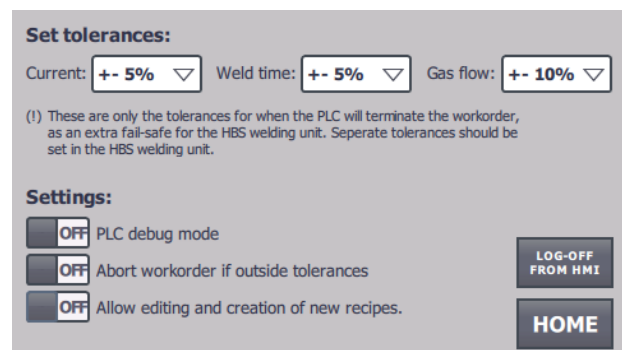 Set tolerances:
Current: +- 5% Weld time: +- 5% Gas flow: +- 10%
(!) These are only the tolerances for when the PLC will terminate the workorder,
as an extra fail-safe for the HBS welding unit. Seperate tolerances should be
set in the HBS welding unit.
Settings:
OFF PLC debug mode
OFF Abort workorder if outside tolerances
OFF Allow editing and creation of new recipes.
LOG-OFF
FROM HMI
HOME